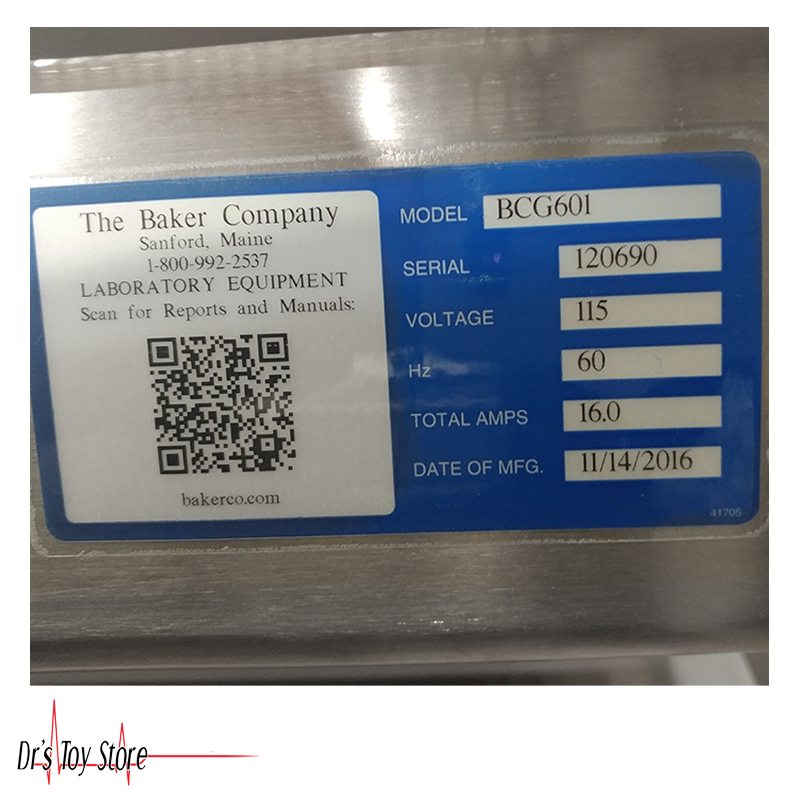 The Baker Company
Sanford, Maine
1-800-992-2537
LABORATORY EQUIPMENT
Scan for Reports and Manuals:
bakerco.com
MODEL BCG601
SERIAL 120690
VOLTAGE 115
Hz 60
TOTAL AMPS 16.0
DATE OF MFG. 11/14/2016
41705
Dr's Toy Store